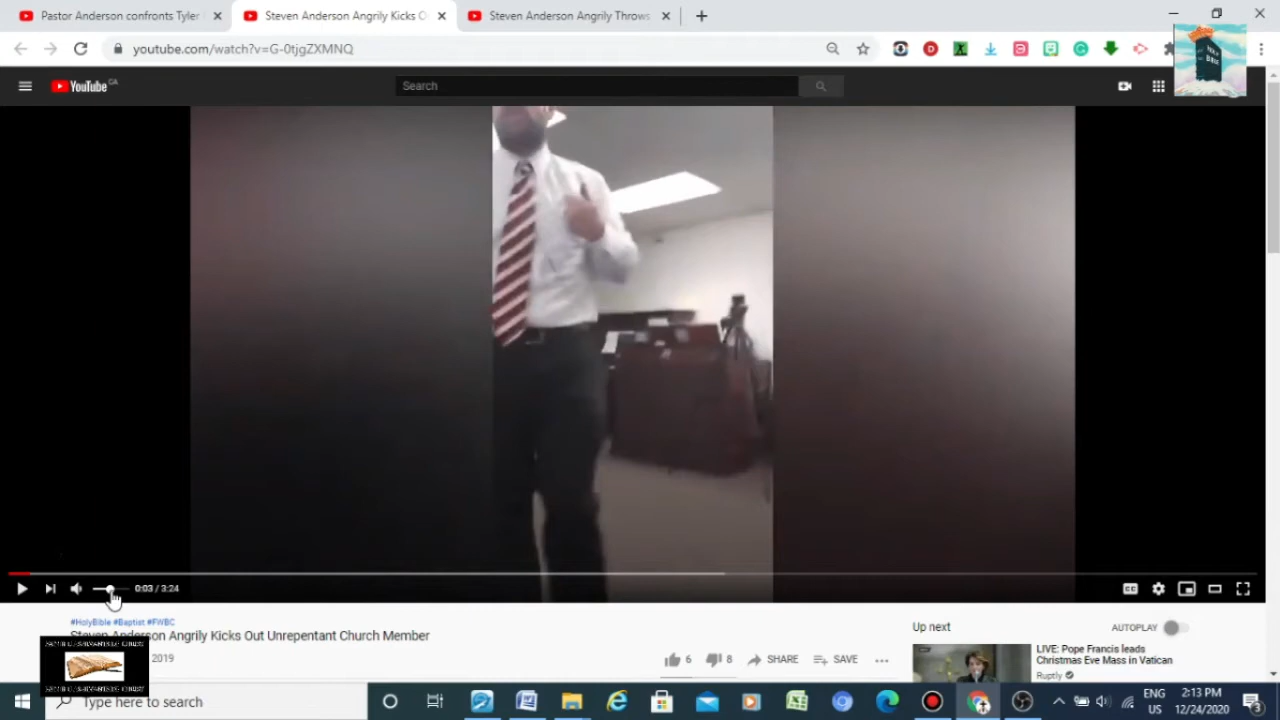 Pastor Anderson confronts Tyler
Steven Anderson Angrily Kicks O
Steven Anderson Angrily Throws
youtube.com/watch?v=G-0tjgZXMNQ
HOLY BIBLE
YouTube CA
Search
0:03 / 3:24
#HolyBible #Baptist #FWBC
Steven Anderson Angrily Kicks Out Unrepentant Church Member
2019
6
8
SHARE
SAVE
Up next
AUTOPLAY
LIVE: Pope Francis leads
Christmas Eve Mass in Vatican
Ruptly
Type here to search
ENG
US
2:13 PM
12/24/2020
3